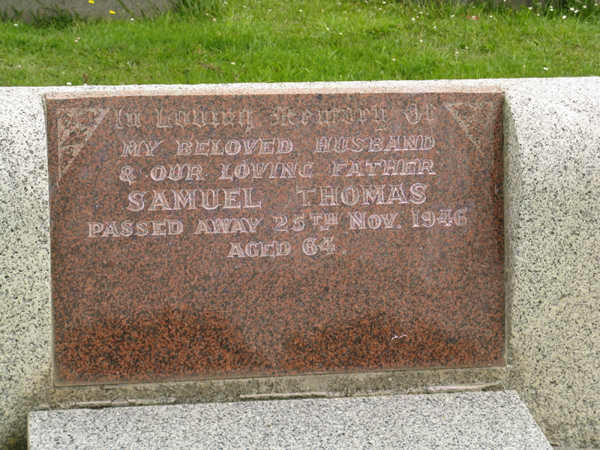 In Loving Memory Of
MY BELOVED HUSBAND
& OUR LOVING FATHER
SAMUEL THOMAS
PASSED AWAY 25TH NOV. 1946
AGED 64